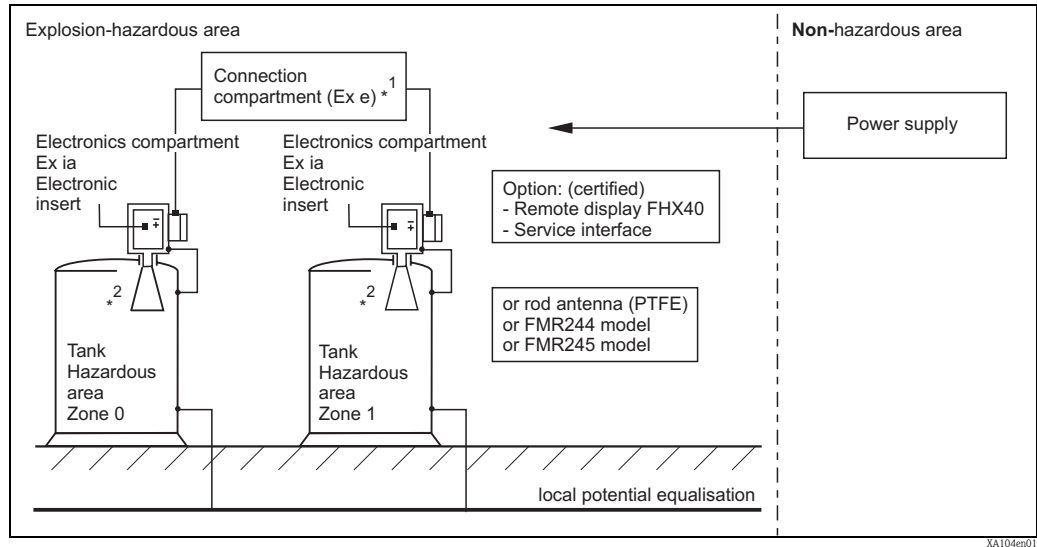 Explosion-hazardous area
Non-hazardous area
Connection
compartment (Ex e) *1
Power supply
Electronics compartment
Ex ia
Electronic
insert
Electronics compartment
Ex ia
Electronic
insert
Option: (certified)
- Remote display FHX40
- Service interface
*2
*2
or rod antenna (PTFE)
or FMR244 model
or FMR245 model
Tank
Hazardous
area
Zone 0
Tank
Hazardous
area
Zone 1
local potential equalisation
XA104en01